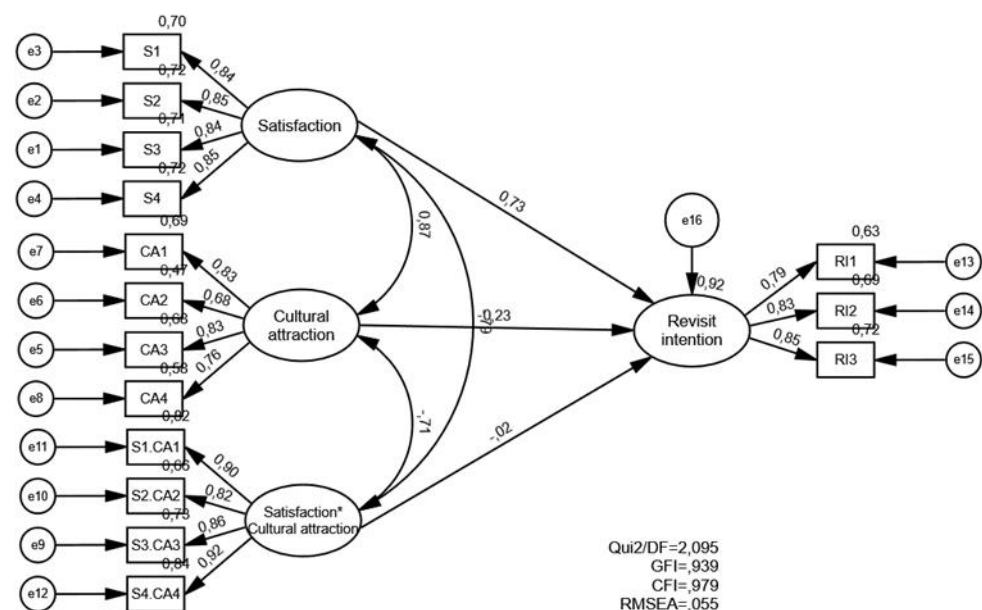 0,70
e3
S1
0,84
0,72
e2
S2
0,85
0,71
e1
S3
0,84
0,72
e4
S4
0,85
Satisfaction
0,69
e7
CA1
0,83
0,47
e6
CA2
0,68
e5
CA3
0,83
0,58
e8
CA4
0,76
Cultural
attraction
0,82
e11
S1.CA1
0,90
0,66
e10
S2.CA2
0,82
0,73
e9
S3.CA3
0,86
0,84
e12
S4.CA4
0,92
Satisfaction*
Cultural attraction
0,87
-,71
0,73
0,23
-,02
e16
0,92
Revisit
intention
0,63
0,79
RI1
e13
0,69
0,83
RI2
e14
0,72
0,85
RI3
e15
Qui2/DF=2,095
GFI=,939
CFI=,979
RMSEA=,055